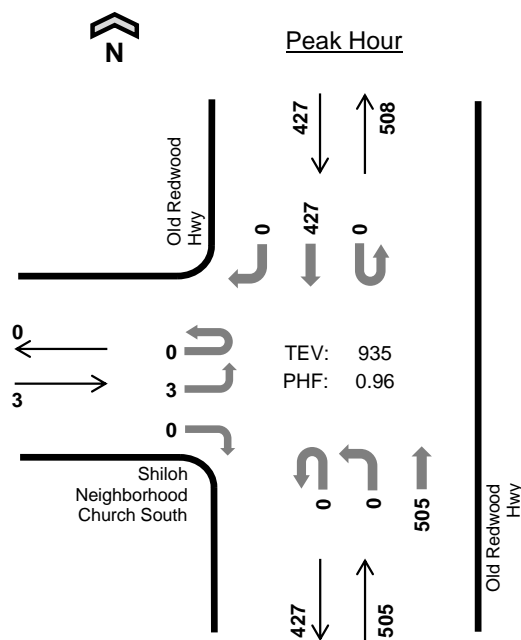 Peak Hour
N
427
508
Old Redwood
Hwy
0
427
0
0
3
0
3
0
TEV: 935
PHF: 0.96
Shiloh
Neighborhood
Church South
0
0
505
Old Redwood
Hwy
427
505